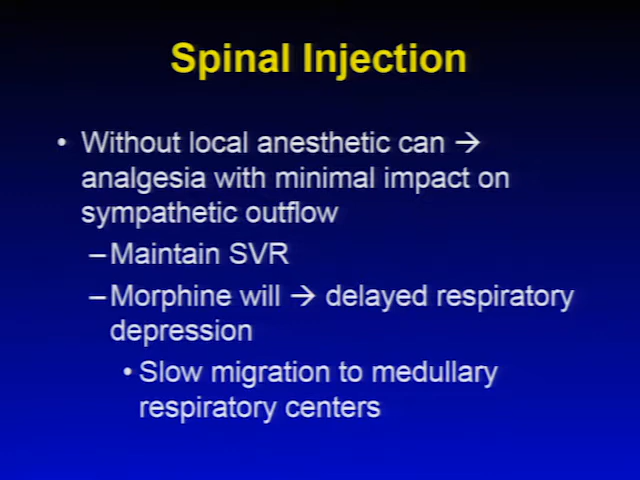 Spinal Injection
• Without local anesthetic can →
analgesia with minimal impact on
sympathetic outflow
–Maintain SVR
–Morphine will → delayed respiratory
depression
• Slow migration to medullary
respiratory centers